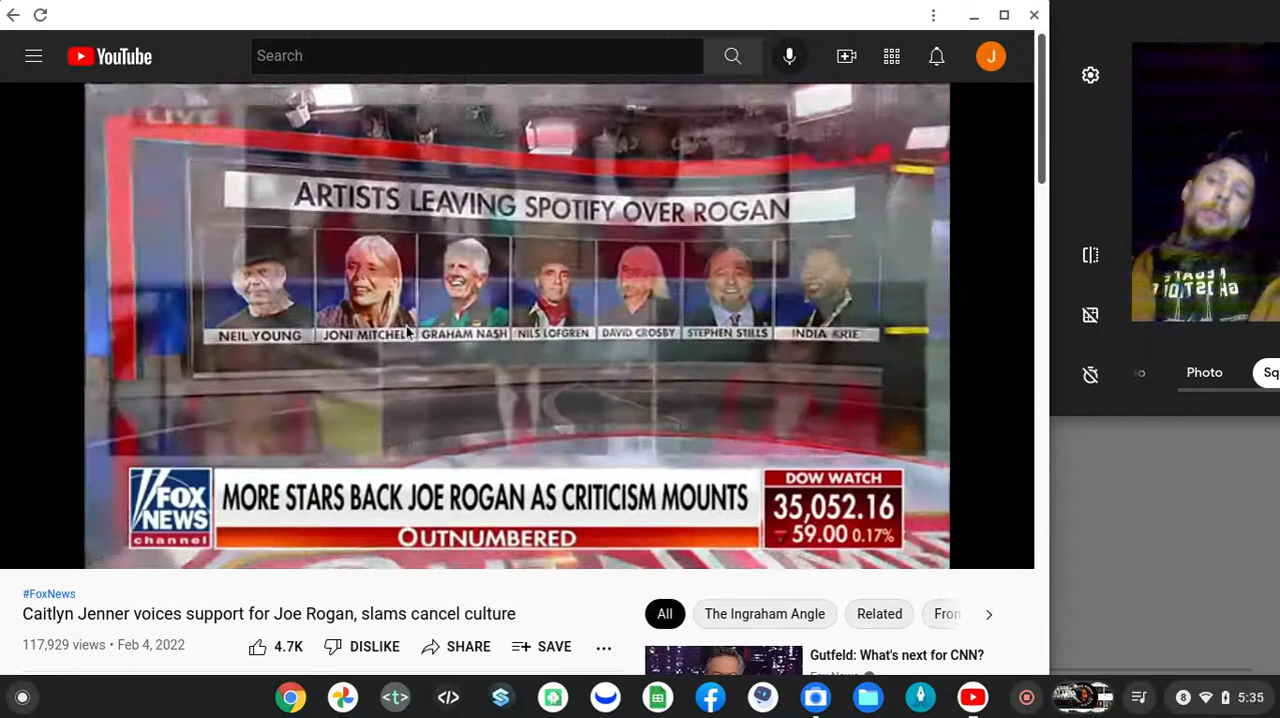 YouTube
Search
J
LIVE
ARTISTS LEAVING SPOTIFY OVER ROGAN
NEIL YOUNG
JONI MITCHELL
GRAHAM NASH
NILS LOFGREN
DAVID CROSBY
STEPHEN STILLS
INDIA ARIE
FOX
NEWS
channel
MORE STARS BACK JOE ROGAN AS CRITICISM MOUNTS
OUTNUMBERED
DOW WATCH
35,052.16
59.00 0.17%
#FoxNews
Caitlyn Jenner voices support for Joe Rogan, slams cancel culture
117,929 views • Feb 4, 2022
4.7K
DISLIKE
SHARE
SAVE
All
The Ingraham Angle
Related
From
Gutfeld: What's next for CNN?
Photo
Sq
<t>
8
5:35